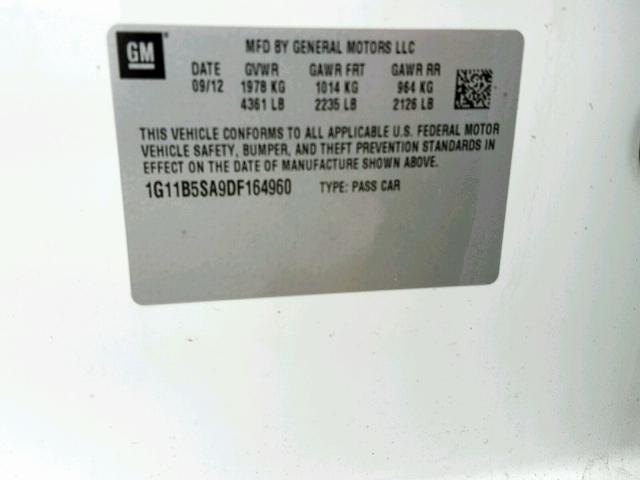 GM
MFD BY GENERAL MOTORS LLC
DATE GVWR GAWR FRT GAWR RR
09/12 1978 KG 1014 KG 964 KG
4361 LB 2235 LB 2126 LB
THIS VEHICLE CONFORMS TO ALL APPLICABLE U.S. FEDERAL MOTOR
VEHICLE SAFETY, BUMPER, AND THEFT PREVENTION STANDARDS IN
EFFECT ON THE DATE OF MANUFACTURE SHOWN ABOVE.
1G11B5SA9DF164960 TYPE: PASS CAR